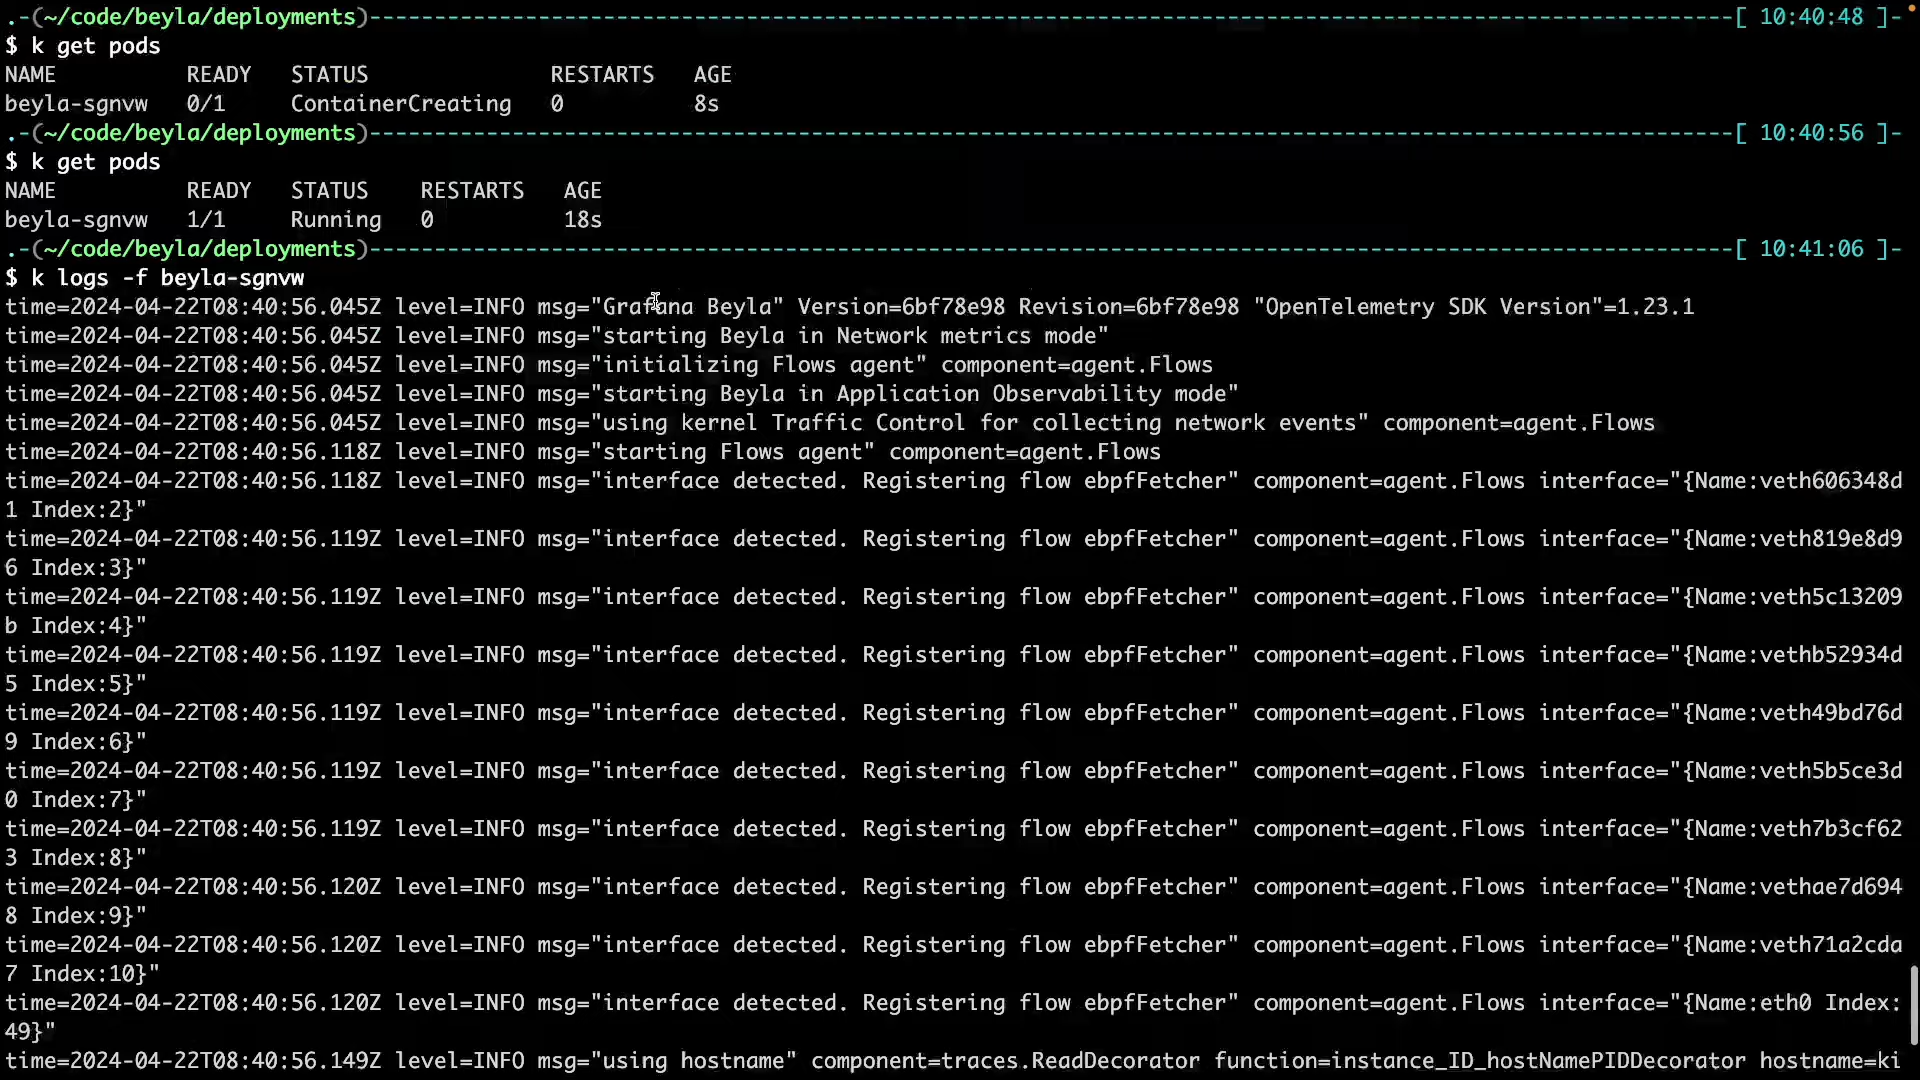 .-(~/code/beyla/deployments)---------------------------------------------------------------------------------------------------------[ 10:40:48 ]-
$ k get pods
NAME          READY   STATUS              RESTARTS   AGE
beyla-sgnvw   0/1     ContainerCreating   0          8s
.-(~/code/beyla/deployments)---------------------------------------------------------------------------------------------------------[ 10:40:56 ]-
$ k get pods
NAME          READY   STATUS    RESTARTS   AGE
beyla-sgnvw   1/1     Running   0          18s
.-(~/code/beyla/deployments)---------------------------------------------------------------------------------------------------------[ 10:41:06 ]-
$ k logs -f beyla-sgnvw
time=2024-04-22T08:40:56.045Z level=INFO msg="Grafana Beyla" Version=6bf78e98 Revision=6bf78e98 "OpenTelemetry SDK Version"=1.23.1
time=2024-04-22T08:40:56.045Z level=INFO msg="starting Beyla in Network metrics mode"
time=2024-04-22T08:40:56.045Z level=INFO msg="initializing Flows agent" component=agent.Flows
time=2024-04-22T08:40:56.045Z level=INFO msg="starting Beyla in Application Observability mode"
time=2024-04-22T08:40:56.045Z level=INFO msg="using kernel Traffic Control for collecting network events" component=agent.Flows
time=2024-04-22T08:40:56.118Z level=INFO msg="starting Flows agent" component=agent.Flows
time=2024-04-22T08:40:56.118Z level=INFO msg="interface detected. Registering flow ebpfFetcher" component=agent.Flows interface="{Name:veth606348d
1 Index:2}"
time=2024-04-22T08:40:56.119Z level=INFO msg="interface detected. Registering flow ebpfFetcher" component=agent.Flows interface="{Name:veth819e8d9
6 Index:3}"
time=2024-04-22T08:40:56.119Z level=INFO msg="interface detected. Registering flow ebpfFetcher" component=agent.Flows interface="{Name:veth5c13209
b Index:4}"
time=2024-04-22T08:40:56.119Z level=INFO msg="interface detected. Registering flow ebpfFetcher" component=agent.Flows interface="{Name:vethb52934d
5 Index:5}"
time=2024-04-22T08:40:56.119Z level=INFO msg="interface detected. Registering flow ebpfFetcher" component=agent.Flows interface="{Name:veth49bd76d
9 Index:6}"
time=2024-04-22T08:40:56.119Z level=INFO msg="interface detected. Registering flow ebpfFetcher" component=agent.Flows interface="{Name:veth5b5ce3d
0 Index:7}"
time=2024-04-22T08:40:56.119Z level=INFO msg="interface detected. Registering flow ebpfFetcher" component=agent.Flows interface="{Name:veth7b3cf62
3 Index:8}"
time=2024-04-22T08:40:56.120Z level=INFO msg="interface detected. Registering flow ebpfFetcher" component=agent.Flows interface="{Name:vethae7d694
8 Index:9}"
time=2024-04-22T08:40:56.120Z level=INFO msg="interface detected. Registering flow ebpfFetcher" component=agent.Flows interface="{Name:veth71a2cda
7 Index:10}"
time=2024-04-22T08:40:56.120Z level=INFO msg="interface detected. Registering flow ebpfFetcher" component=agent.Flows interface="{Name:eth0 Index:
49}"
time=2024-04-22T08:40:56.149Z level=INFO msg="using hostname" component=traces.ReadDecorator function=instance_ID_hostNamePIDDecorator hostname=ki